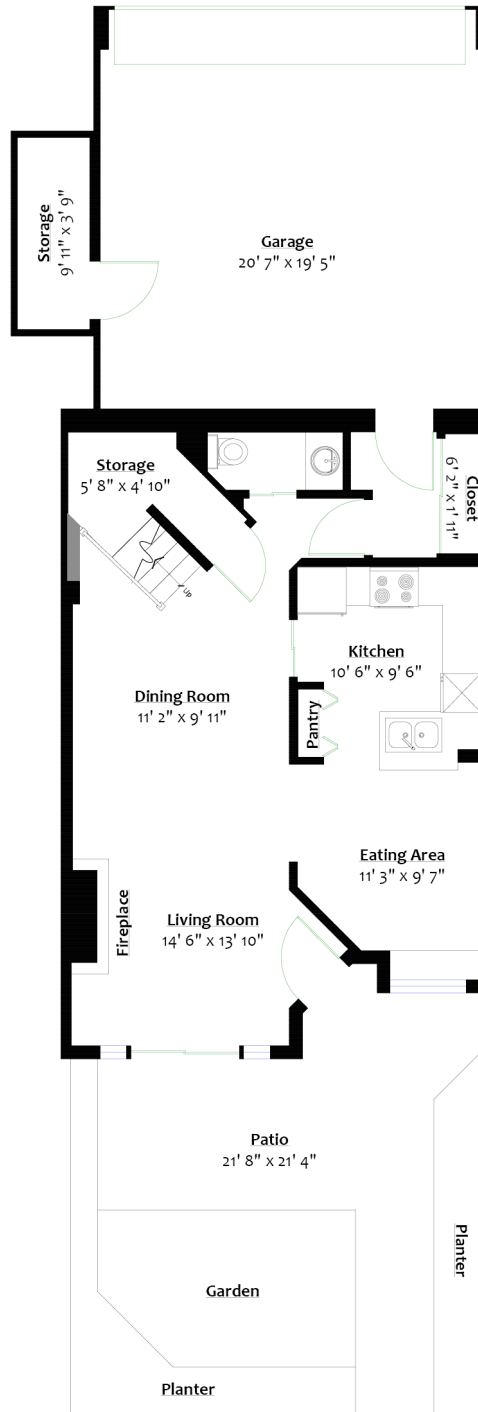 Storage
9' 11" x 3' 9"
Garage
20' 7" x 19' 5"
Storage
5' 8" x 4' 10"
Closet
6' 2" x 1' 11"
Up
Kitchen
10' 6" x 9' 6"
Dining Room
11' 2" x 9' 11"
Pantry
Eating Area
11' 3" x 9' 7"
Fireplace
Living Room
14' 6" x 13' 10"
Patio
21' 8" x 21' 4"
Planter
Garden
Planter